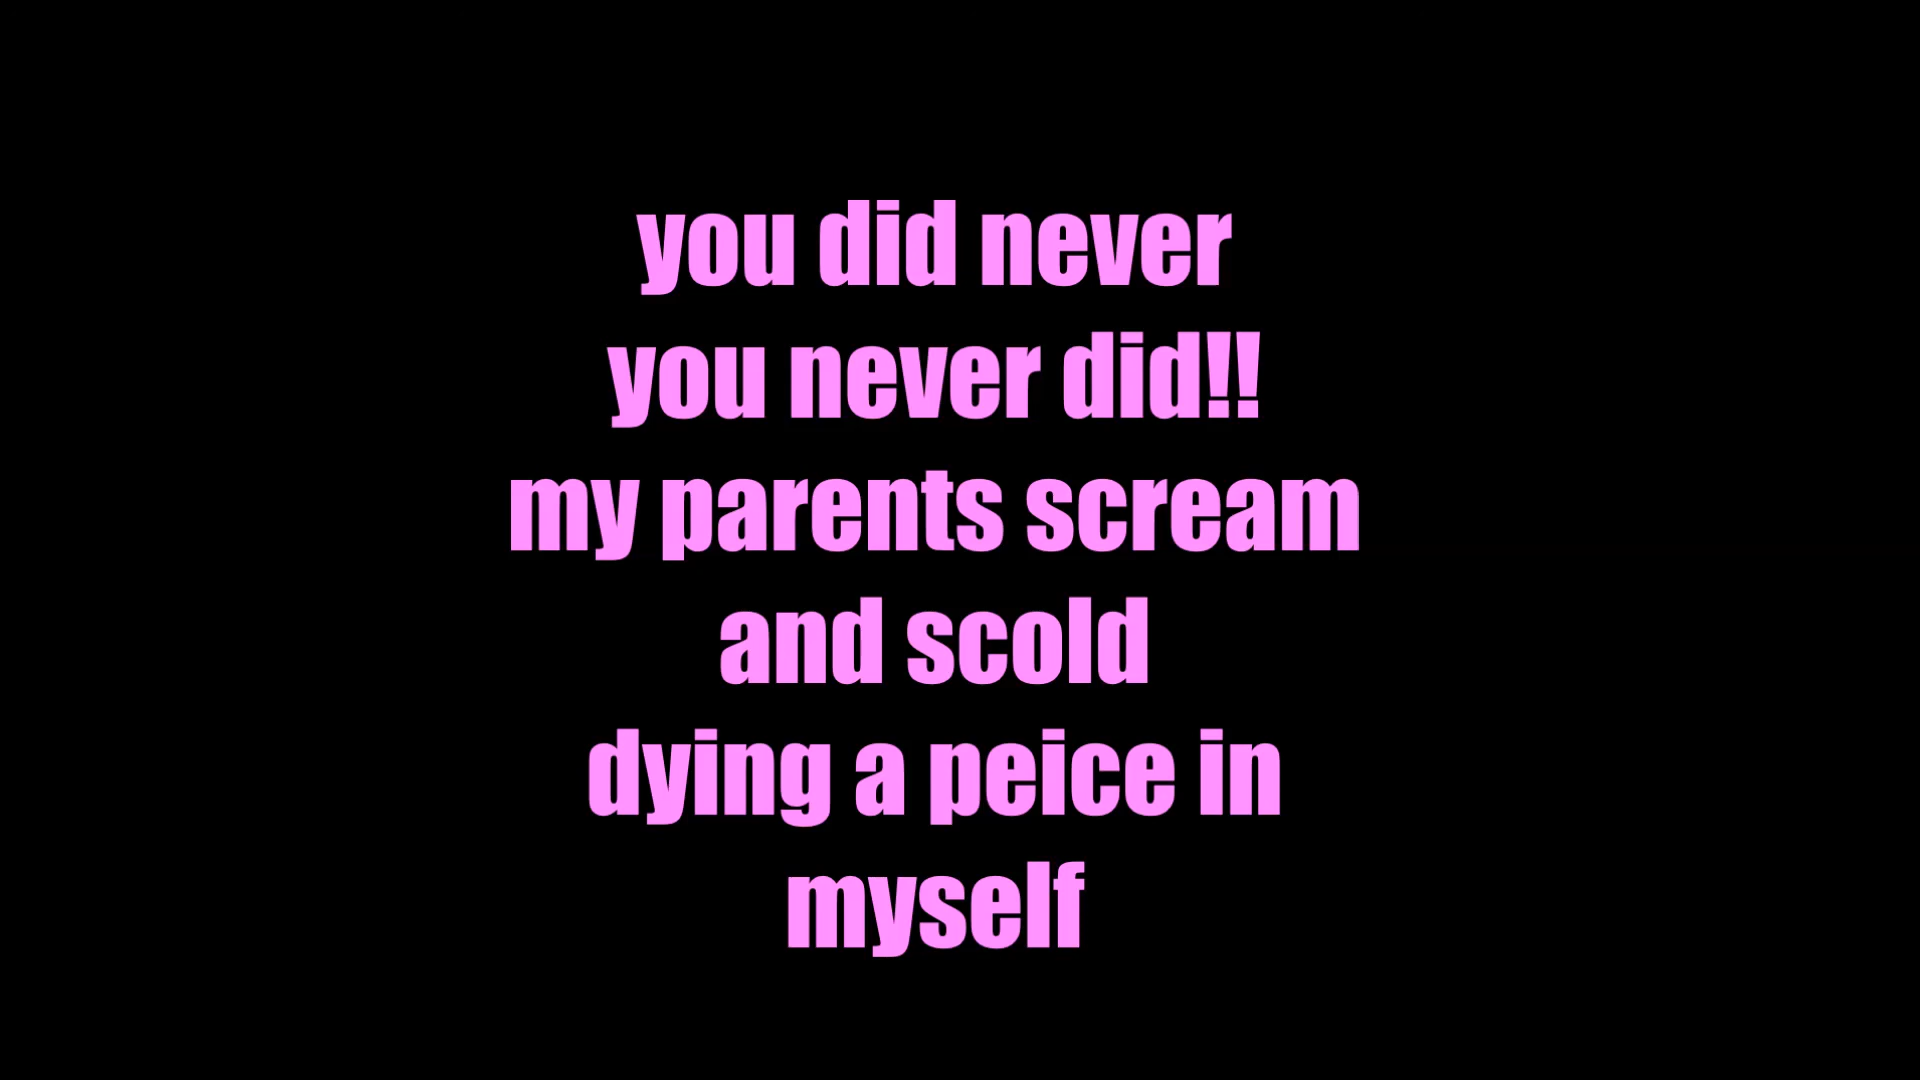 you did never
you never did!!
my parents scream
and scold
dying a peice in
myself